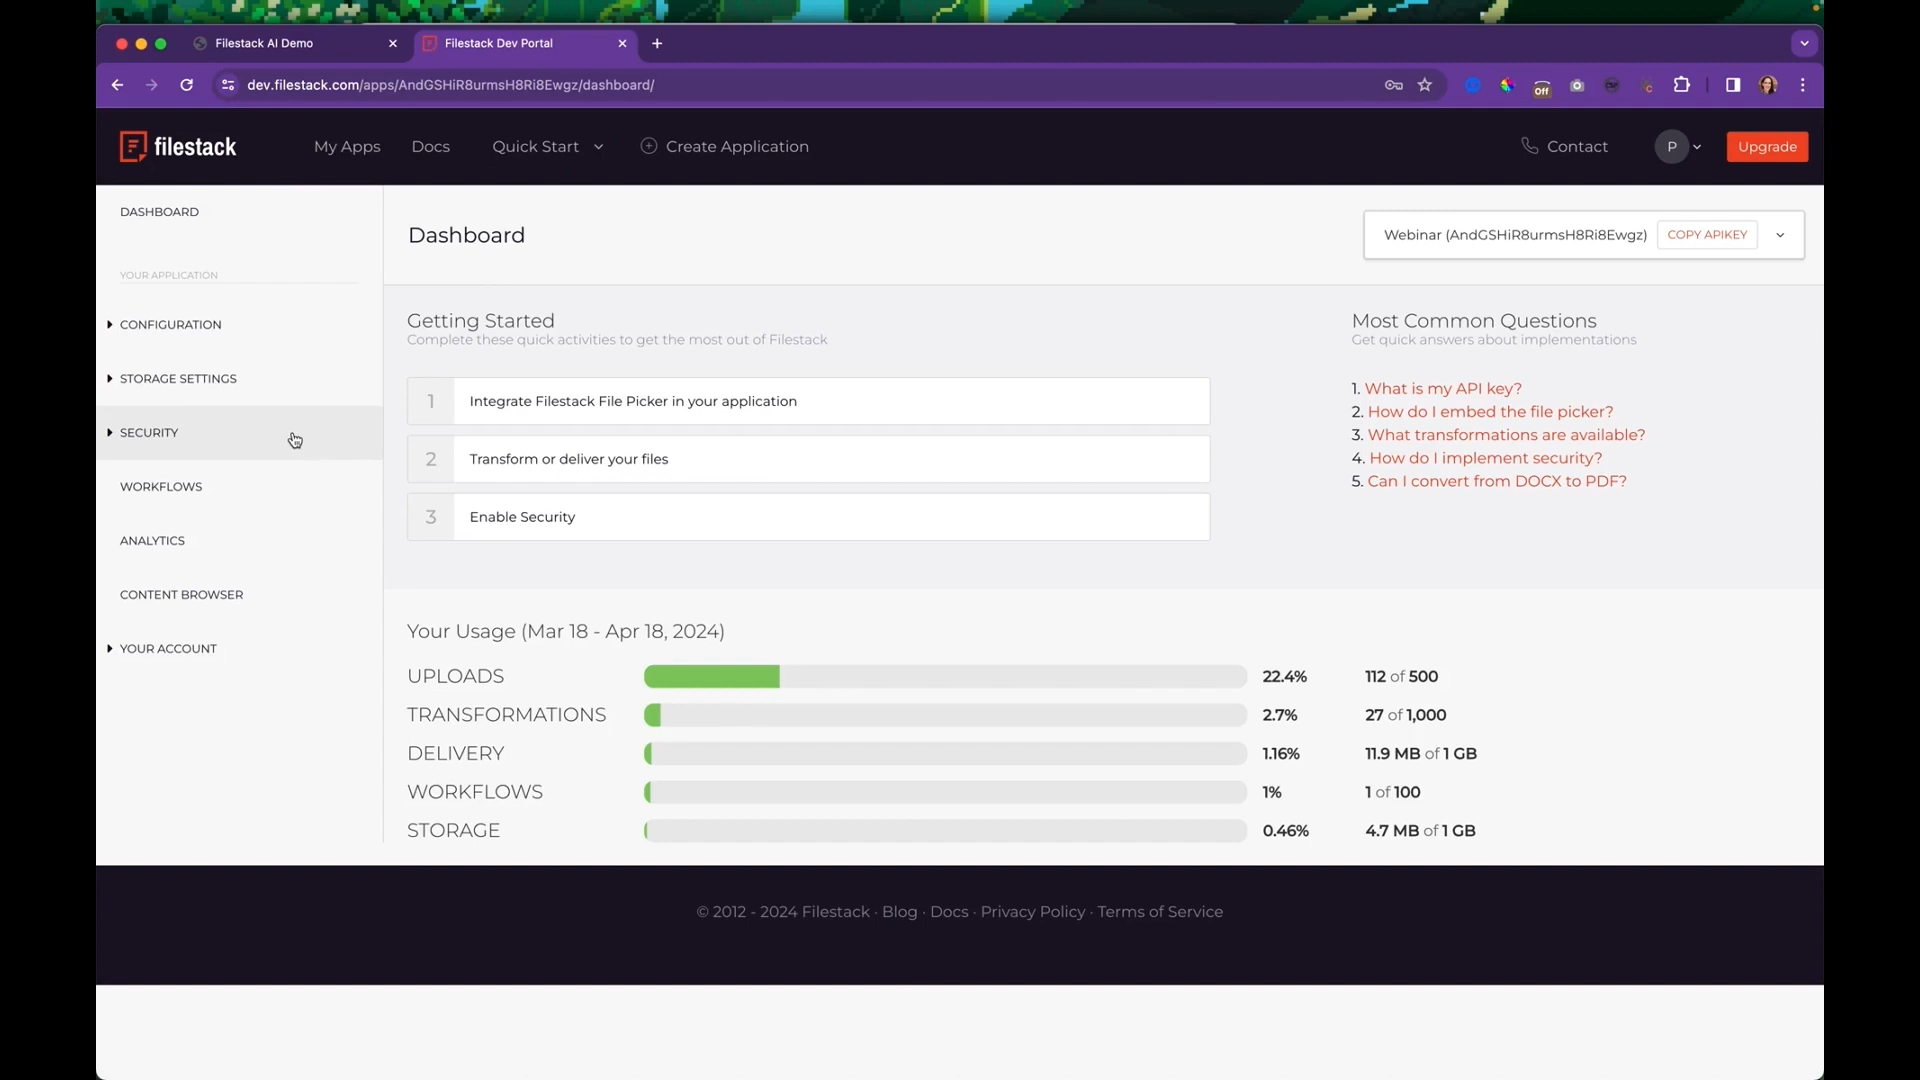 Filestack AI Demo
Filestack Dev Portal
dev.filestack.com/apps/AndGSHiR8urmsH8Ri8Ewgz/dashboard/
Off
filestack
My Apps
Docs
Quick Start
Create Application
Contact
P
Upgrade
DASHBOARD
YOUR APPLICATION
CONFIGURATION
STORAGE SETTINGS
SECURITY
WORKFLOWS
ANALYTICS
CONTENT BROWSER
YOUR ACCOUNT
Dashboard
Webinar (AndGSHiR8urmsH8Ri8Ewgz)
COPY APIKEY
Getting Started
Complete these quick activities to get the most out of Filestack
1 Integrate Filestack File Picker in your application
2 Transform or deliver your files
3 Enable Security
Most Common Questions
Get quick answers about implementations
1. What is my API key?
2. How do I embed the file picker?
3. What transformations are available?
4. How do I implement security?
5. Can I convert from DOCX to PDF?
Your Usage (Mar 18 - Apr 18, 2024)
UPLOADS 22.4% 112 of 500
TRANSFORMATIONS 2.7% 27 of 1,000
DELIVERY 1.16% 11.9 MB of 1 GB
WORKFLOWS 1% 1 of 100
STORAGE 0.46% 4.7 MB of 1 GB
© 2012 - 2024 Filestack · Blog · Docs · Privacy Policy · Terms of Service